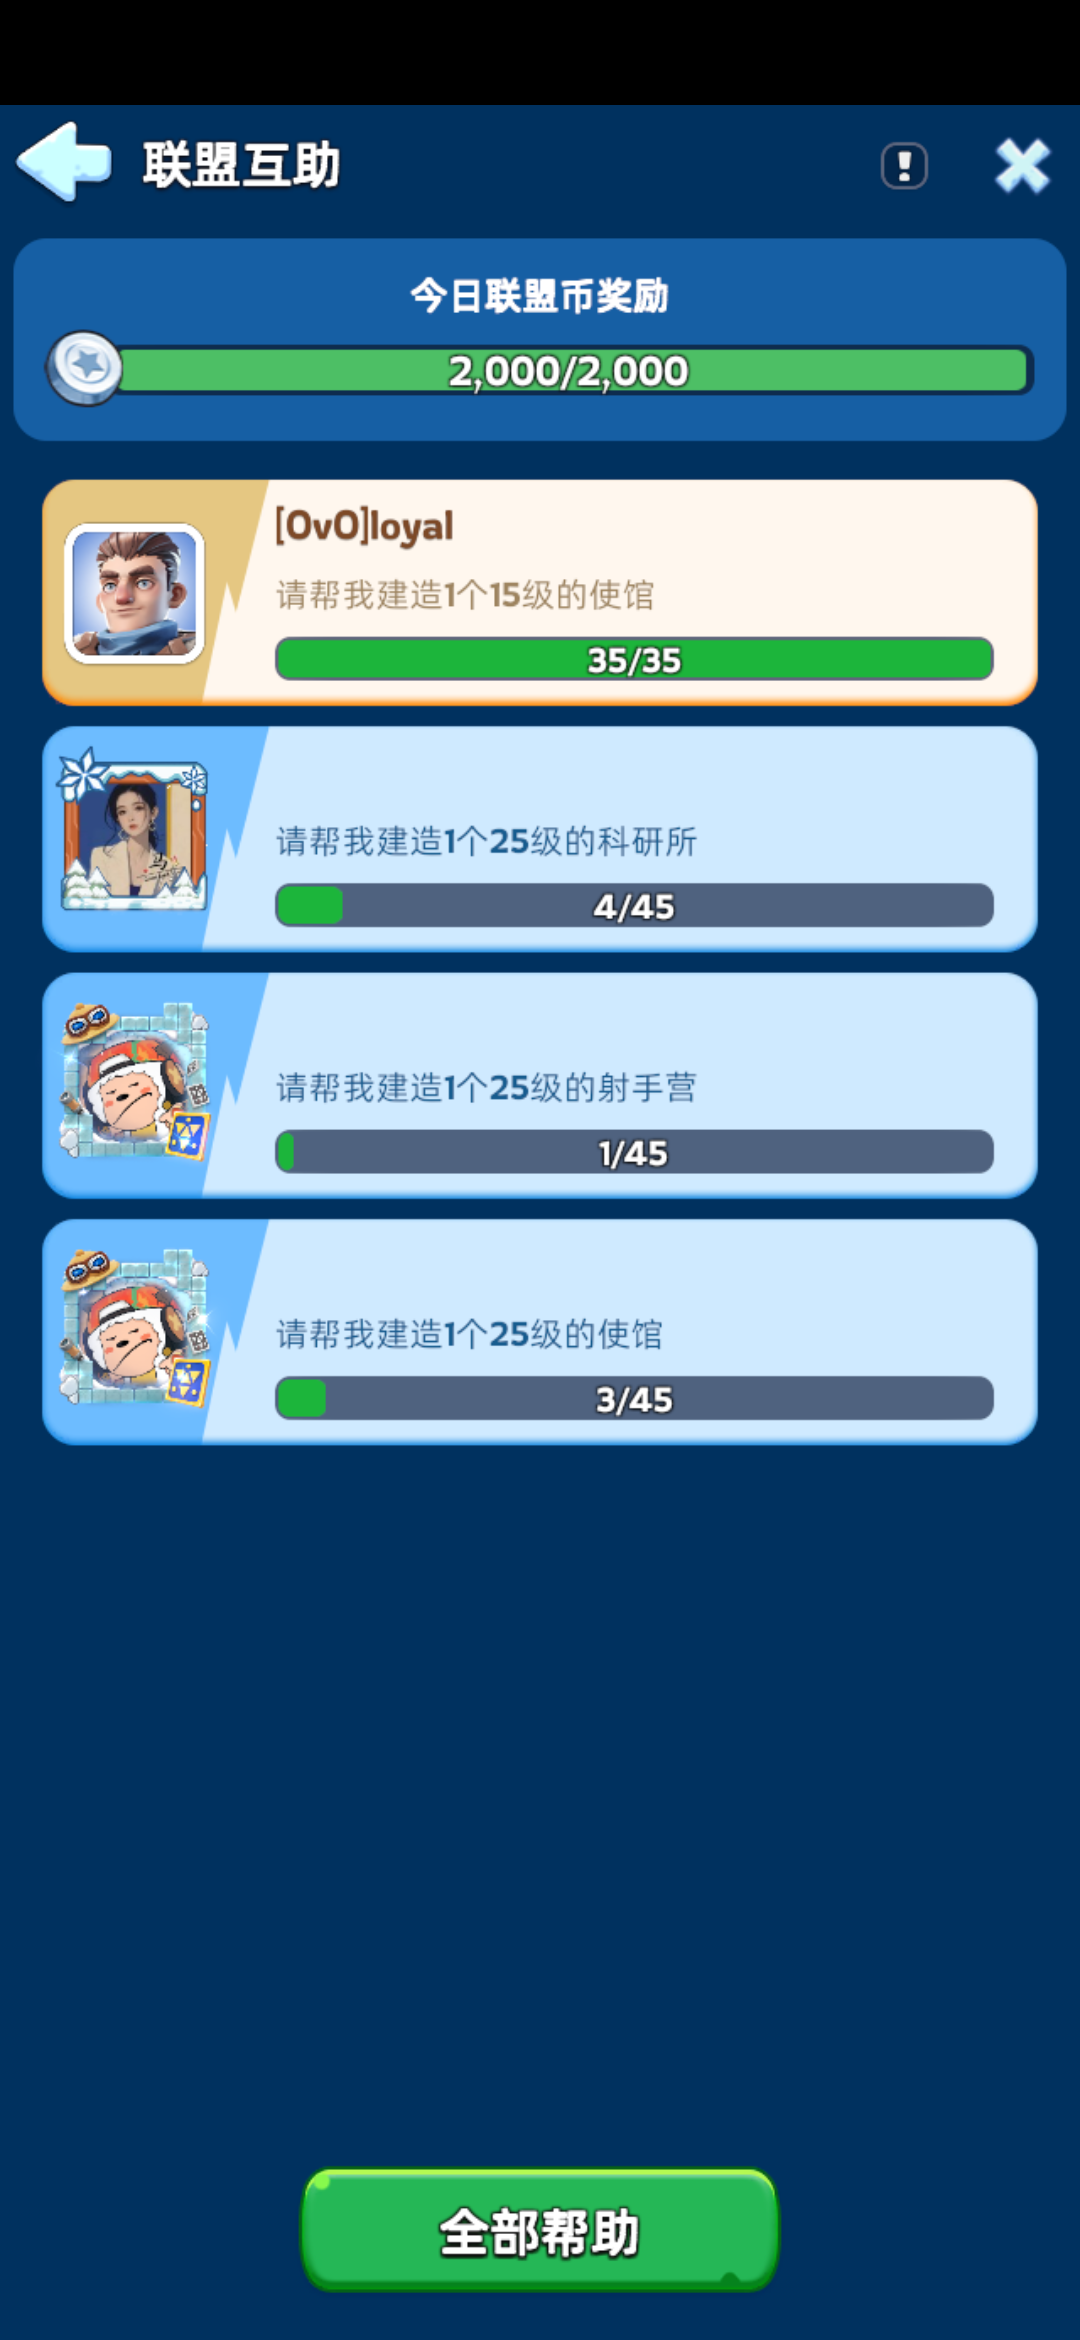 联盟互助
今日联盟币奖励
2,000/2,000
[OvO]loyal
请帮我建造1个15级的使馆
35/35
请帮我建造1个25级的科研所
4/45
请帮我建造1个25级的射手营
1/45
请帮我建造1个25级的使馆
3/45
全部帮助